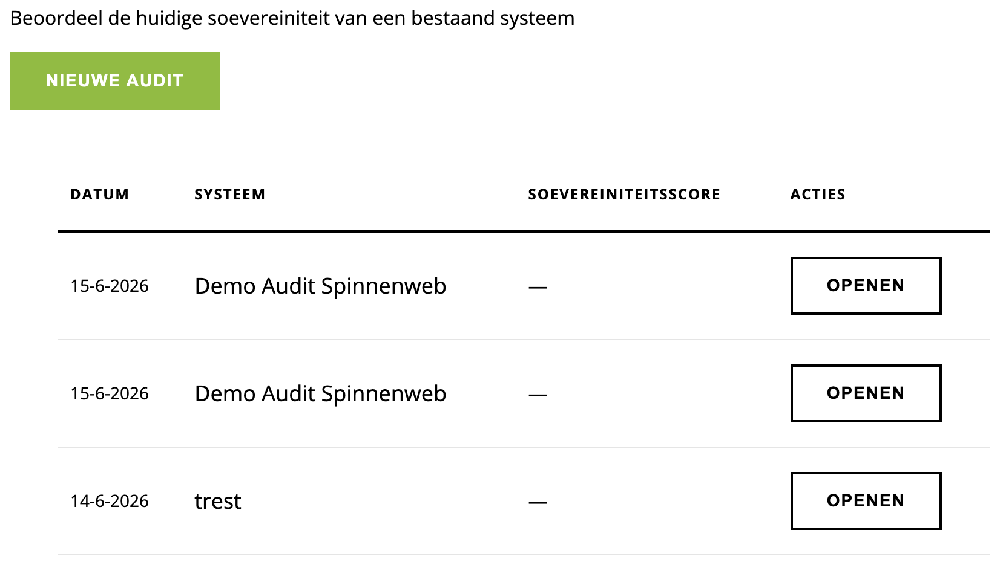 Beoordeel de huidige soevereiniteit van een bestaand systeem
NIEUWE AUDIT
DATUM SYSTEEM SOEVEREINITEITSSCORE ACTIES
15-6-2026 Demo Audit Spinnenweb — OPENEN
15-6-2026 Demo Audit Spinnenweb — OPENEN
14-6-2026 trest — OPENEN